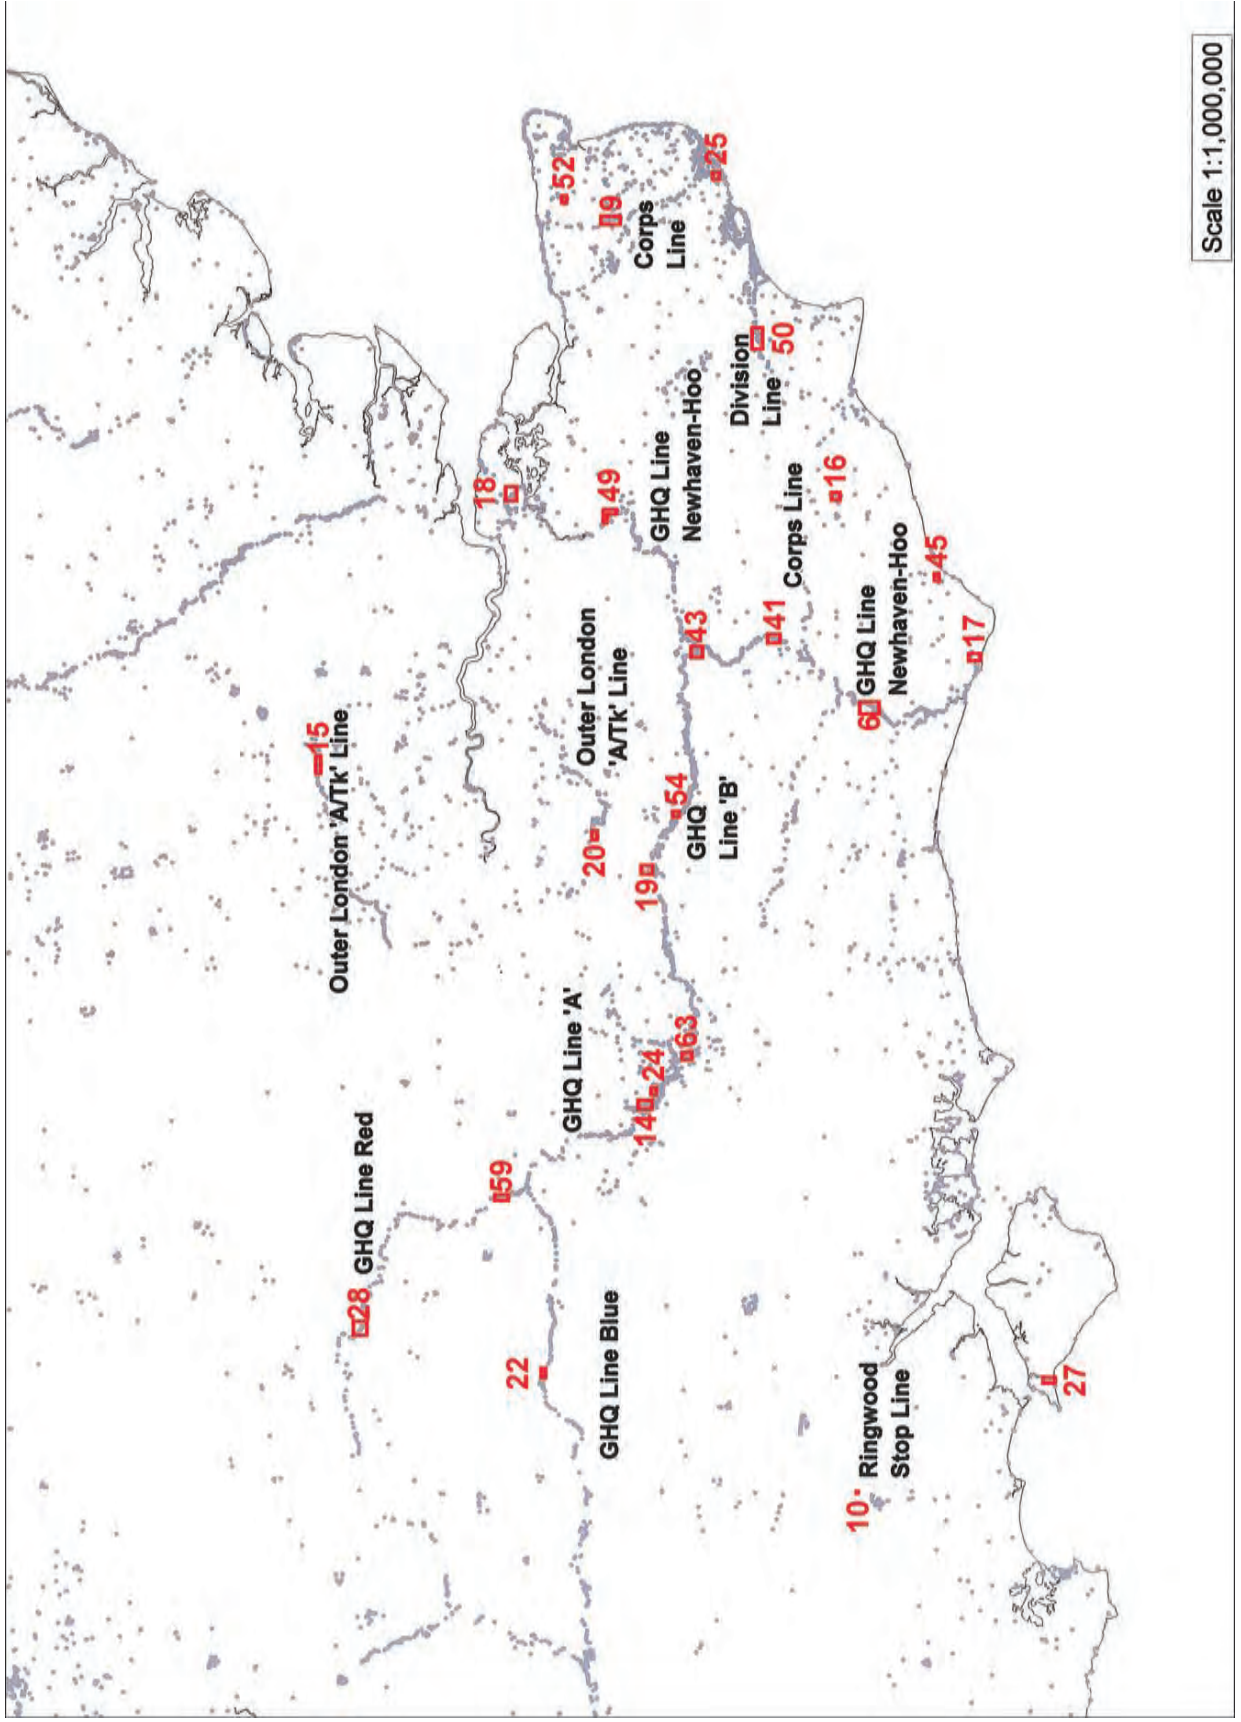 15
Outer London 'A/Tk' Line
28
GHQ Line Red
59
22
GHQ Line Blue
GHQ Line 'A'
14
24
63
20
Outer London
'A/Tk' Line
19
54
GHQ
Line 'B'
18
49
GHQ Line
Newhaven-Hoo
43
52
9
Corps
Line
25
Division
Line
50
41
Corps Line
16
6
GHQ Line
Newhaven-Hoo
45
17
10
Ringwood
Stop Line
27
Scale 1:1,000,000